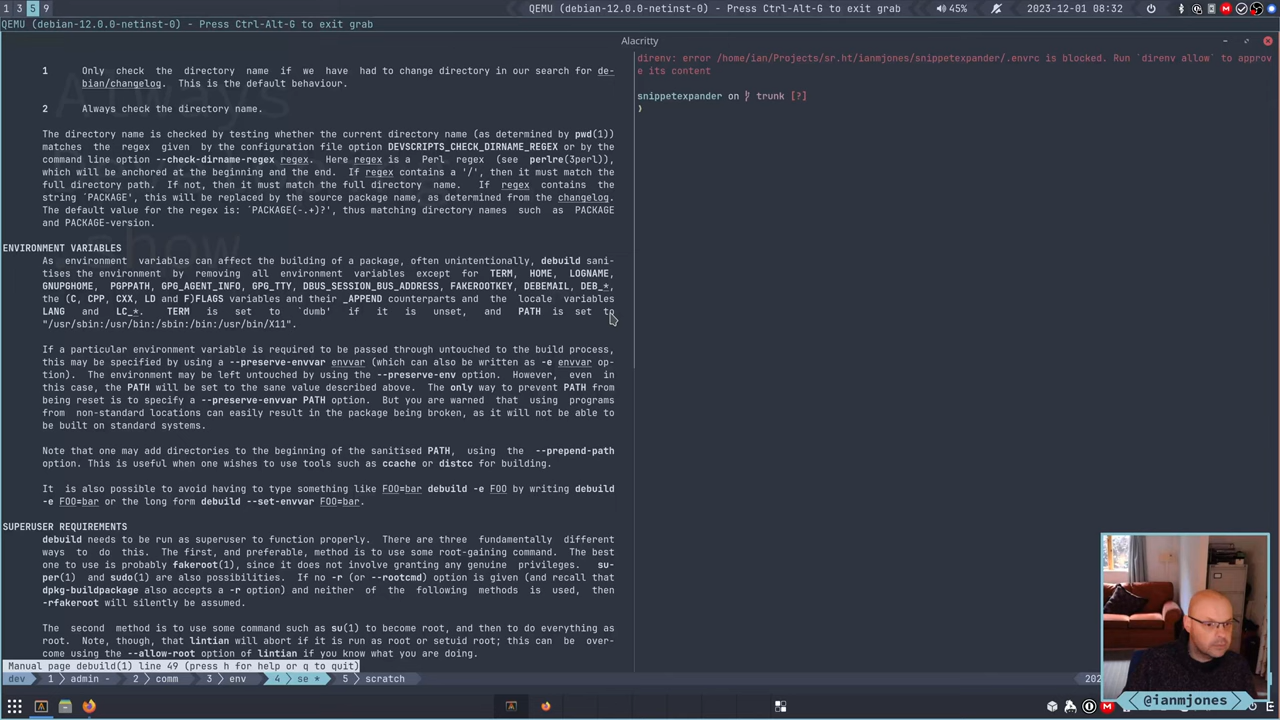 1 3 5 9
QEMU (debian-12.0.0-netinst-0) - Press Ctrl-Alt-G to exit grab
45%
2023-12-01 08:32
QEMU (debian-12.0.0-netinst-0) - Press Ctrl-Alt-G to exit grab
Alacritty
1 Only check the directory name if we have had to change directory in our search for de-
bian/changelog. This is the default behaviour.
2 Always check the directory name.
The directory name is checked by testing whether the current directory name (as determined by pwd(1))
matches the regex given by the configuration file option DEVSCRIPTS_CHECK_DIRNAME_REGEX or by the
command line option --check-dirname-regex regex. Here regex is a Perl regex (see perlre(3perl)),
which will be anchored at the beginning and the end. If regex contains a '/', then it must match the
full directory path. If not, then it must match the full directory name. If regex contains the
string ´PACKAGE', this will be replaced by the source package name, as determined from the changelog.
The default value for the regex is: ´PACKAGE(-.+)?', thus matching directory names such as PACKAGE
and PACKAGE-version.
ENVIRONMENT VARIABLES
As environment variables can affect the building of a package, often unintentionally, debuild sani-
tises the environment by removing all environment variables except for TERM, HOME, LOGNAME,
GNUPGHOME, PGPPATH, GPG_AGENT_INFO, GPG_TTY, DBUS_SESSION_BUS_ADDRESS, FAKEROOTKEY, DEBEMAIL, DEB_*,
the (C, CPP, CXX, LD and F)FLAGS variables and their _APPEND counterparts and the locale variables
LANG and LC_*. TERM is set to `dumb' if it is unset, and PATH is set to
"/usr/sbin:/usr/bin:/sbin:/bin:/usr/bin/X11".
If a particular environment variable is required to be passed through untouched to the build process,
this may be specified by using a --preserve-envvar envvar (which can also be written as -e envvar op-
tion). The environment may be left untouched by using the --preserve-env option. However, even in
this case, the PATH will be set to the sane value described above. The only way to prevent PATH from
being reset is to specify a --preserve-envvar PATH option. But you are warned that using programs
from non-standard locations can easily result in the package being broken, as it will not be able to
be built on standard systems.
Note that one may add directories to the beginning of the sanitised PATH, using the --prepend-path
option. This is useful when one wishes to use tools such as ccache or distcc for building.
It is also possible to avoid having to type something like FOO=bar debuild -e FOO by writing debuild
-e FOO=bar or the long form debuild --set-envvar FOO=bar.
SUPERUSER REQUIREMENTS
debuild needs to be run as superuser to function properly. There are three fundamentally different
ways to do this. The first, and preferable, method is to use some root-gaining command. The best
one to use is probably fakeroot(1), since it does not involve granting any genuine privileges. su-
per(1) and sudo(1) are also possibilities. If no -r (or --rootcmd) option is given (and recall that
dpkg-buildpackage also accepts a -r option) and neither of the following methods is used, then
-rfakeroot will silently be assumed.
The second method is to use some command such as su(1) to become root, and then to do everything as
root. Note, though, that lintian will abort if it is run as root or setuid root; this can be over-
come using the --allow-root option of lintian if you know what you are doing.
Manual page debuild(1) line 49 (press h for help or q to quit)
direnv: error /home/ian/Projects/sr.ht/ianmjones/snippetexpander/.envrc is blocked. Run `direnv allow` to approv
e its content
snippetexpander on ? trunk [?]
)
dev 1 admin - 2 comm 3 env 4 se * 5 scratch 202
@ianmjones